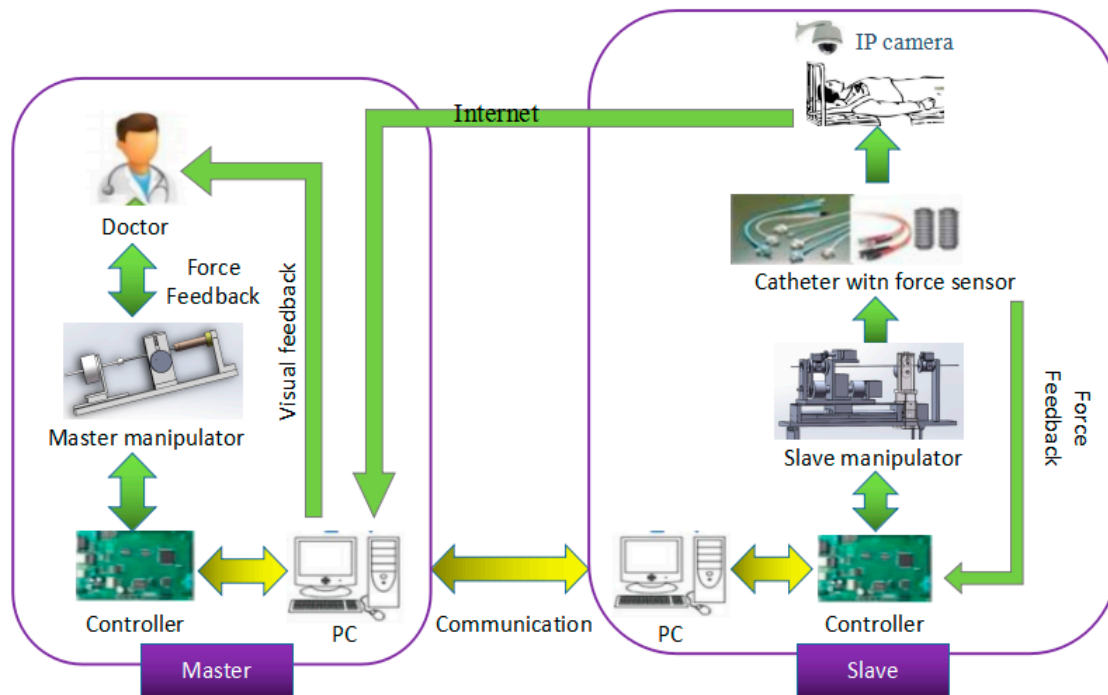 IP camera
Internet
Doctor
Force
Feedback
Visual feedback
Master manipulator
Controller
PC
Master
Communication
Catheter witn force sensor
Force
Feedback
Slave manipulator
PC
Controller
Slave